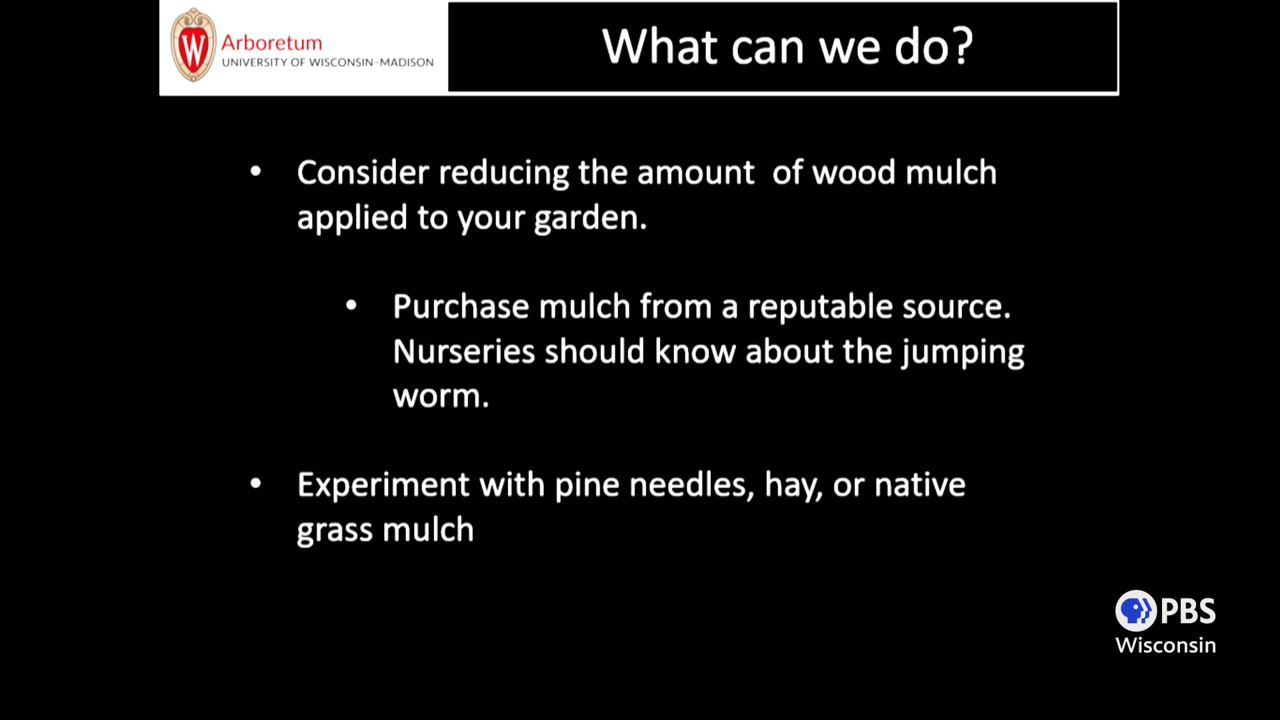 W
Arboretum
UNIVERSITY OF WISCONSIN-MADISON
What can we do?
• Consider reducing the amount of wood mulch
applied to your garden.
• Purchase mulch from a reputable source.
Nurseries should know about the jumping
worm.
• Experiment with pine needles, hay, or native
grass mulch
PBS
Wisconsin